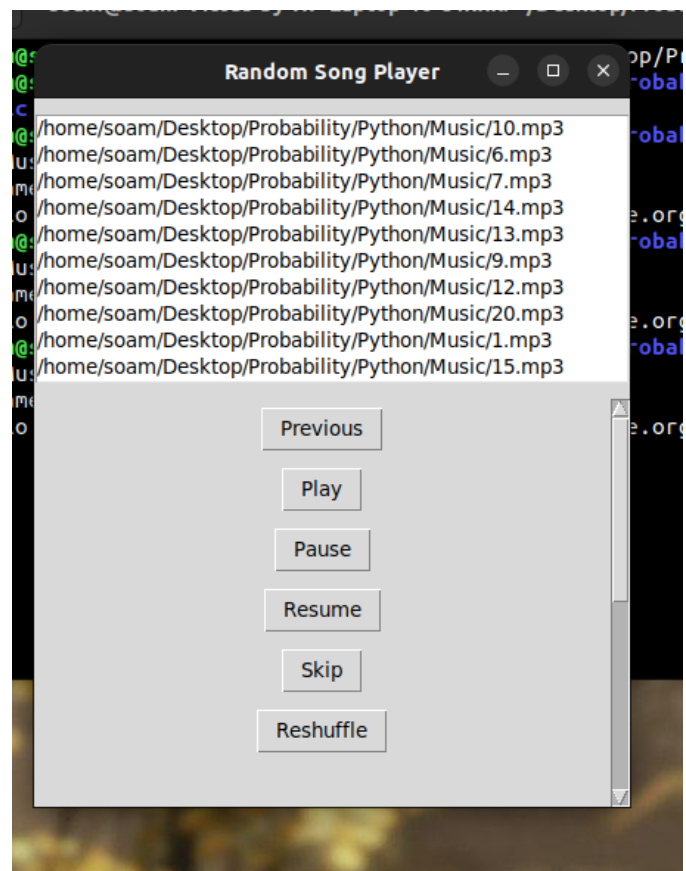 Random Song Player
/home/soam/Desktop/Probability/Python/Music/10.mp3
/home/soam/Desktop/Probability/Python/Music/6.mp3
/home/soam/Desktop/Probability/Python/Music/7.mp3
/home/soam/Desktop/Probability/Python/Music/14.mp3
/home/soam/Desktop/Probability/Python/Music/13.mp3
/home/soam/Desktop/Probability/Python/Music/9.mp3
/home/soam/Desktop/Probability/Python/Music/12.mp3
/home/soam/Desktop/Probability/Python/Music/20.mp3
/home/soam/Desktop/Probability/Python/Music/1.mp3
/home/soam/Desktop/Probability/Python/Music/15.mp3
Previous
Play
Pause
Resume
Skip
Reshuffle